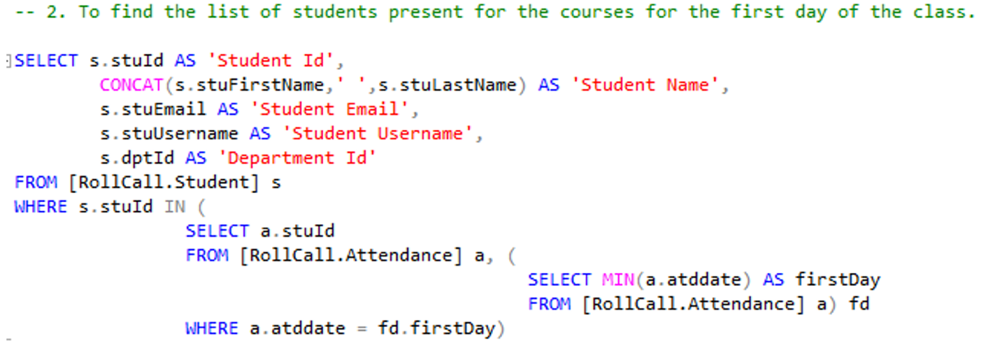 -- 2. To find the list of students present for the courses for the first day of the class.
SELECT s.stuId AS 'Student Id',
CONCAT(s.stuFirstName,' ',s.stuLastName) AS 'Student Name',
s.stuEmail AS 'Student Email',
s.stuUsername AS 'Student Username',
s.dptId AS 'Department Id'
FROM [RollCall.Student] s
WHERE s.stuId IN (
SELECT a.stuId
FROM [RollCall.Attendance] a, (
SELECT MIN(a.atddate) AS firstDay
FROM [RollCall.Attendance] a) fd
WHERE a.atddate = fd.firstDay)